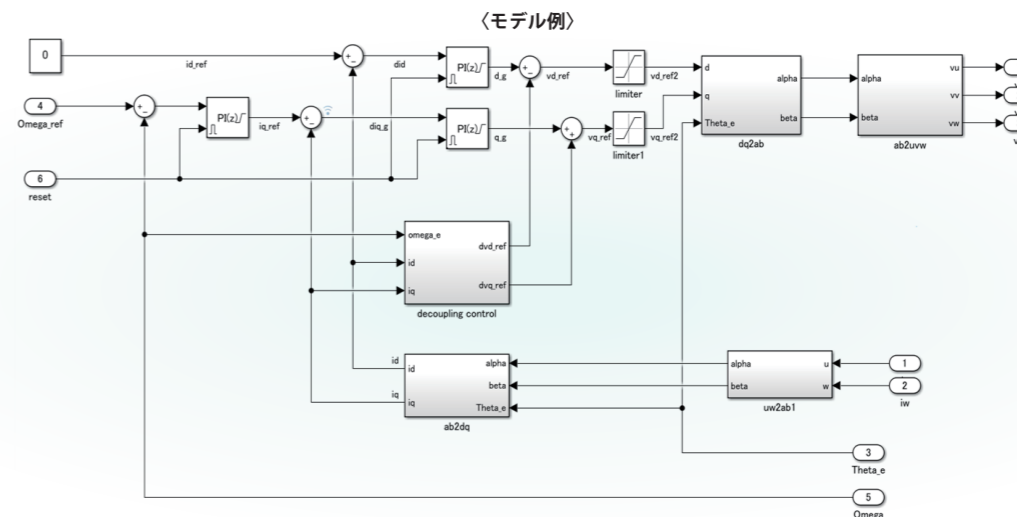 〈モデル例〉
0
id_ref
did
PI(z)
d_g
vd_ref
limiter
vd_ref2
d
q
Theta_e
alpha
beta
dq2ab
alpha
beta
vu
vv
vw
ab2uvw
4
Omega_ref
PI(z)
iq_ref
diq_g
PI(z)
q_g
vq_ref
limiter1
vq_ref2
6
reset
omega_e
id
iq
dvd_ref
dvq_ref
decoupling control
id
iq
id
iq
alpha
beta
Theta_e
ab2dq
alpha
beta
u
w
uw2ab1
1
2
iw
3
Theta_e
5
Omega